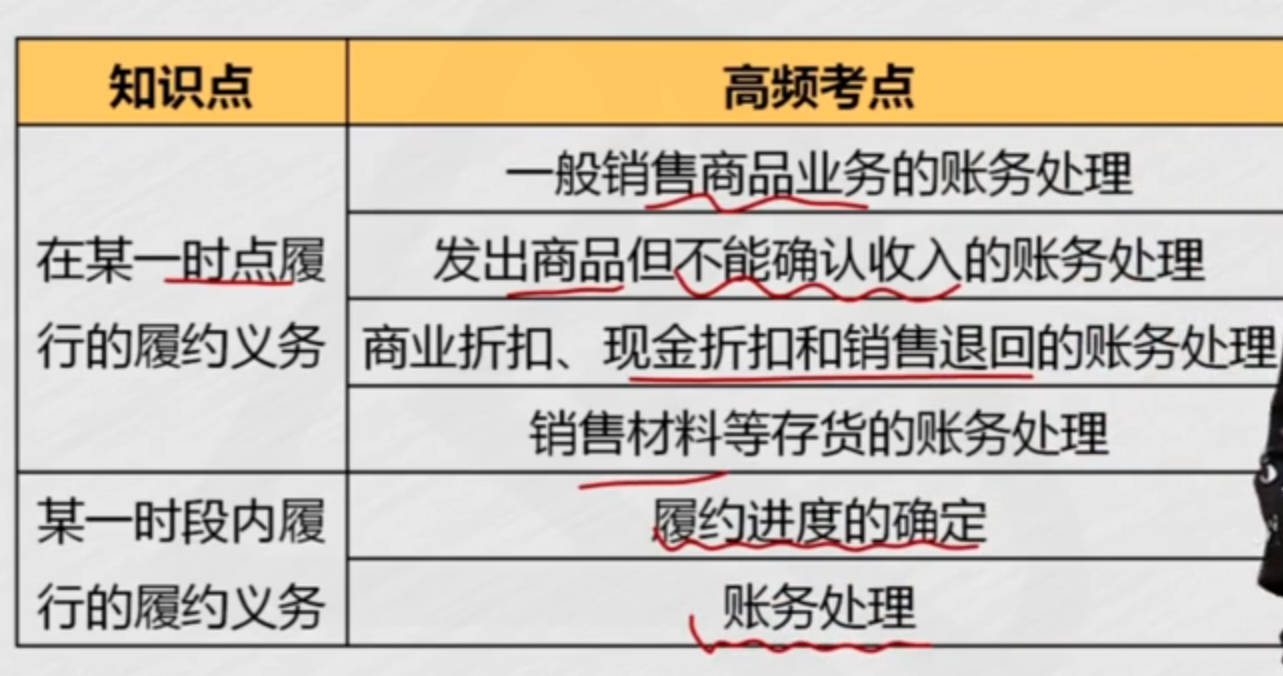 知识点
高频考点
在某一时点履
行的履约义务
一般销售商品业务的账务处理
发出商品但不能确认收入的账务处理
商业折扣、现金折扣和销售退回的账务处理
销售材料等存货的账务处理
某一时段内履
行的履约义务
履约进度的确定
账务处理